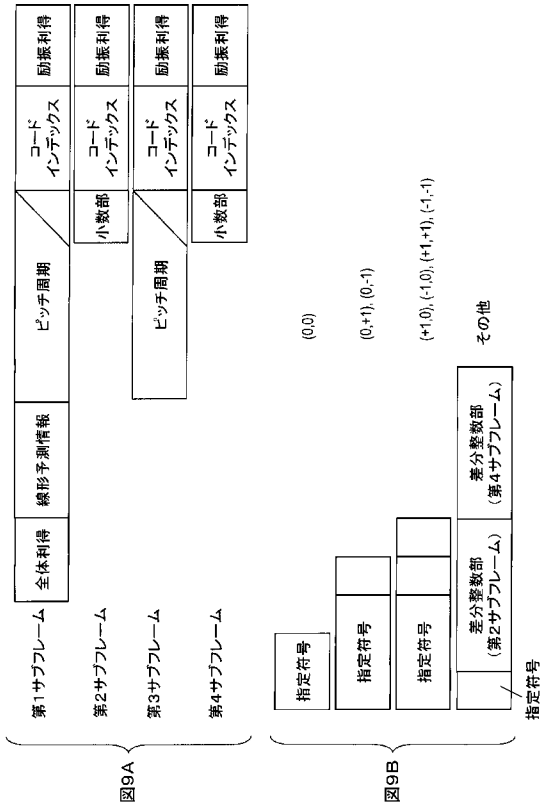 図9A
第1サブフレーム
全体利得
線形予測情報
ピッチ周期
コード
インデックス
励振利得
第2サブフレーム
小数部
コード
インデックス
励振利得
第3サブフレーム
ピッチ周期
コード
インデックス
励振利得
第4サブフレーム
小数部
コード
インデックス
励振利得
図9B
指定符号
(0,0)
指定符号
(0,+1), (0,-1)
指定符号
(+1,0), (-1,0), (+1,+1), (-1,-1)
指定符号
差分整数部
(第2サブフレーム)
差分整数部
(第4サブフレーム)
その他